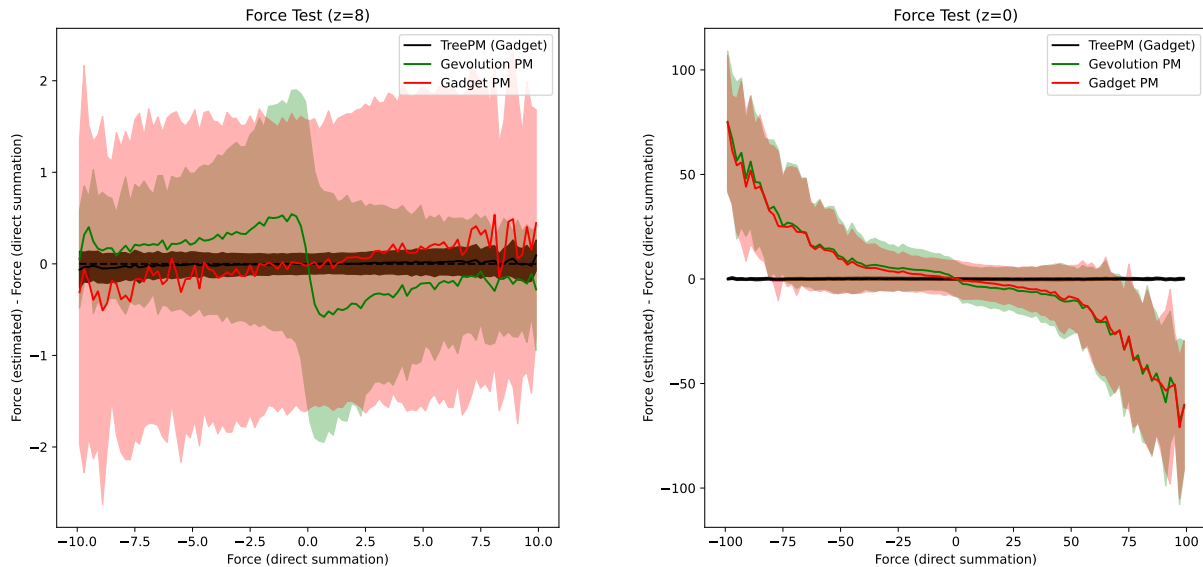 Force Test (z=8)
TreePM (Gadget)
Gevolution PM
Gadget PM
Force (estimated) - Force (direct summation)
2
1
0
−1
−2
−10.0
−7.5
−5.0
−2.5
0.0
2.5
5.0
7.5
10.0
Force (direct summation)
Force Test (z=0)
TreePM (Gadget)
Gevolution PM
Gadget PM
Force (estimated) - Force (direct summation)
100
50
0
−50
−100
−100
−75
−50
−25
0
25
50
75
100
Force (direct summation)